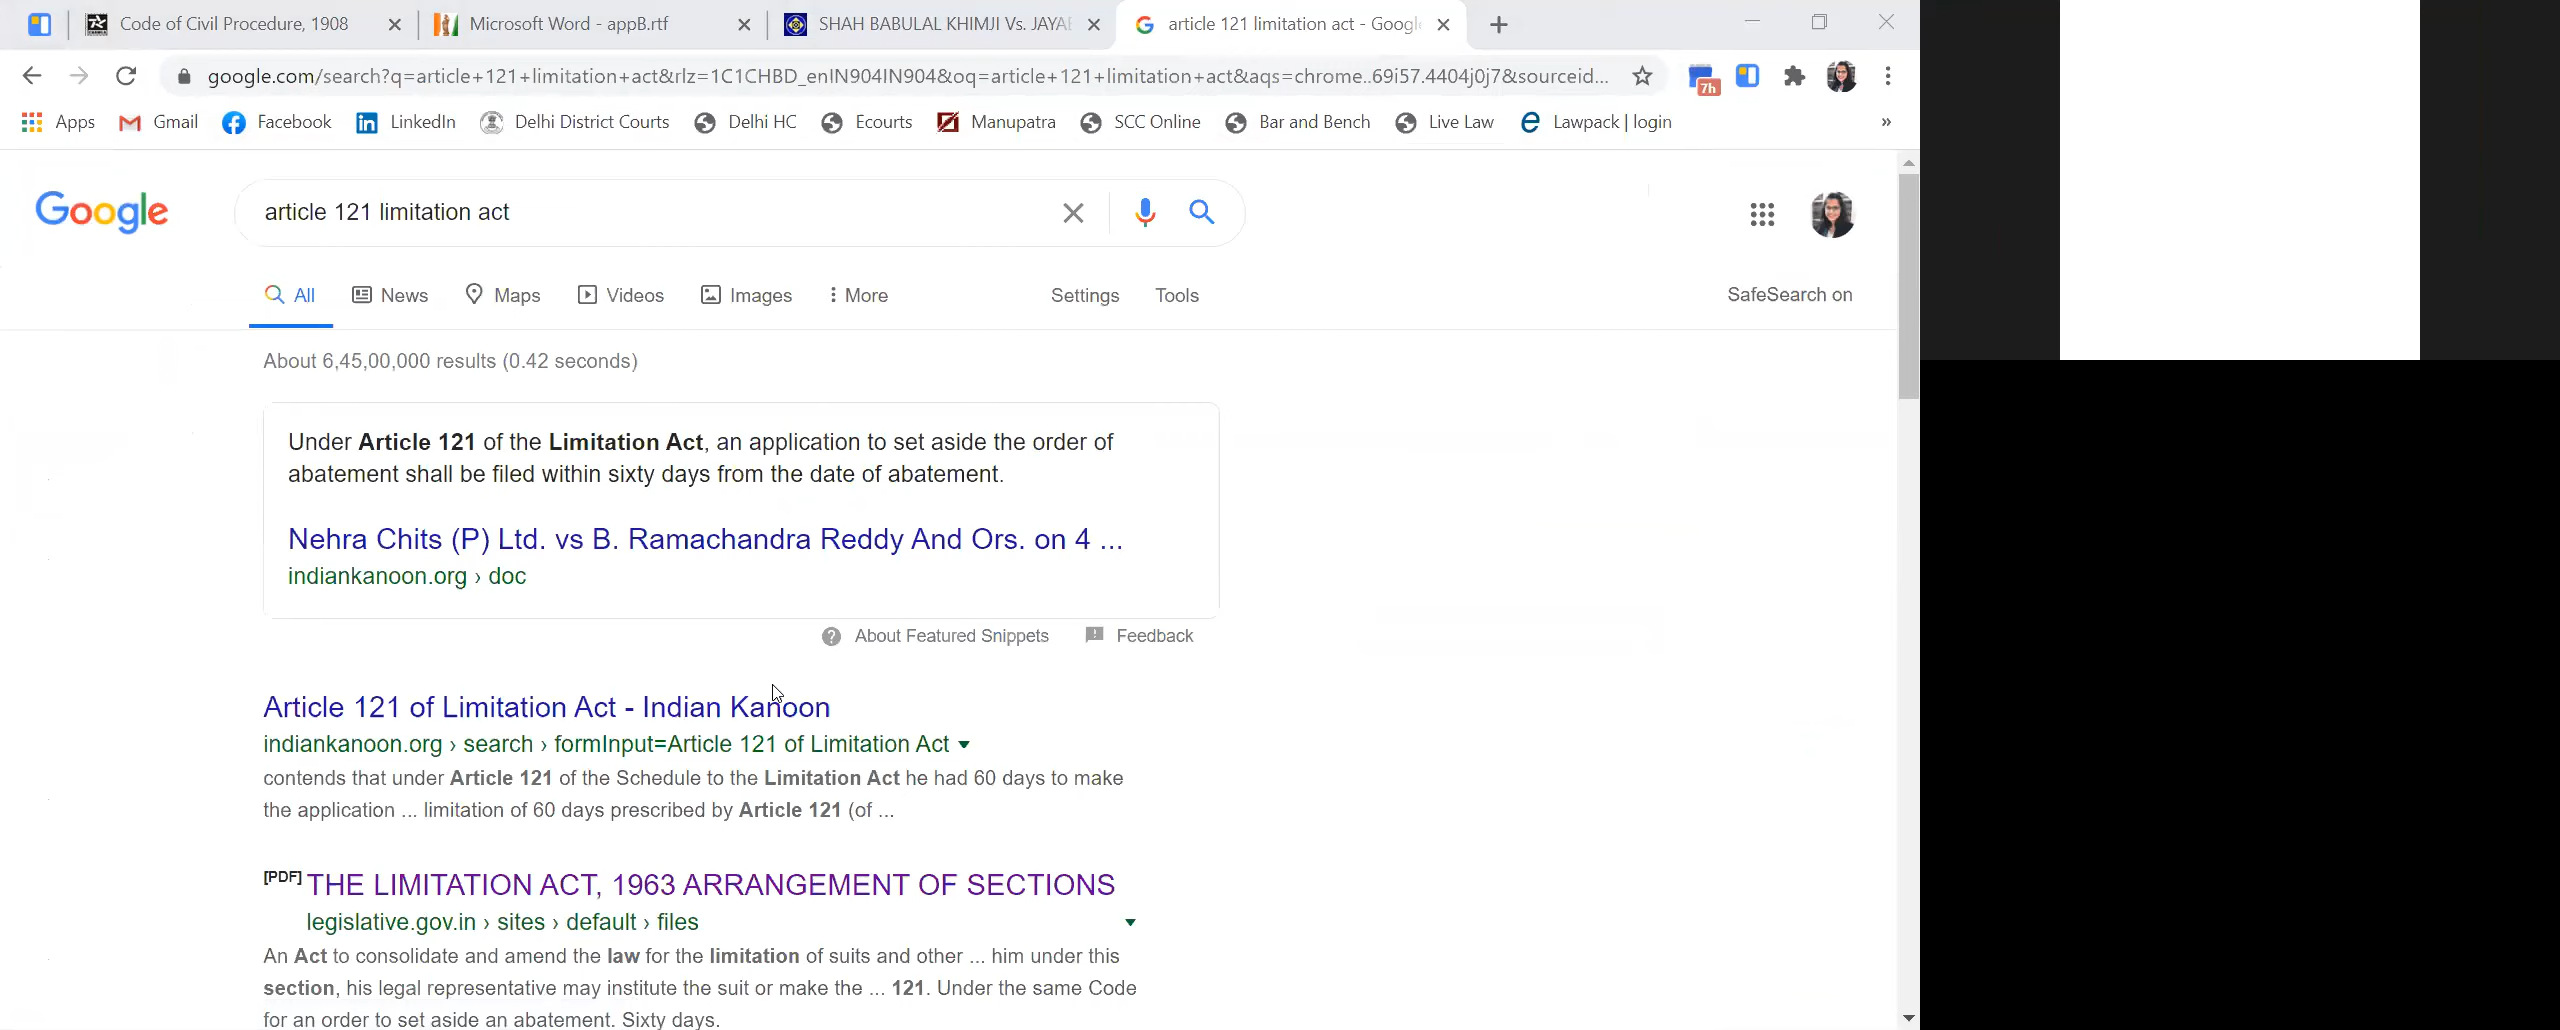 Code of Civil Procedure, 1908
Microsoft Word - appB.rtf
SHAH BABULAL KHIMJI Vs. JAYAB
article 121 limitation act - Googl
google.com/search?q=article+121+limitation+act&rlz=1C1CHBD_enIN904IN904&oq=article+121+limitation+act&aqs=chrome..69i57.4404j0j7&sourceid...
7h
Apps
Gmail
Facebook
LinkedIn
Delhi District Courts
Delhi HC
Ecourts
Manupatra
SCC Online
Bar and Bench
Live Law
Lawpack | login
»
Google
article 121 limitation act
All
News
Maps
Videos
Images
More
Settings
Tools
SafeSearch on
About 6,45,00,000 results (0.42 seconds)
Under Article 121 of the Limitation Act, an application to set aside the order of
abatement shall be filed within sixty days from the date of abatement.
Nehra Chits (P) Ltd. vs B. Ramachandra Reddy And Ors. on 4 ...
indiankanoon.org › doc
About Featured Snippets
Feedback
Article 121 of Limitation Act - Indian Kanoon
indiankanoon.org › search › formInput=Article 121 of Limitation Act
contends that under Article 121 of the Schedule to the Limitation Act he had 60 days to make
the application ... limitation of 60 days prescribed by Article 121 (of ...
[PDF] THE LIMITATION ACT, 1963 ARRANGEMENT OF SECTIONS
legislative.gov.in › sites › default › files
An Act to consolidate and amend the law for the limitation of suits and other ... him under this
section, his legal representative may institute the suit or make the ... 121. Under the same Code
for an order to set aside an abatement. Sixty days.